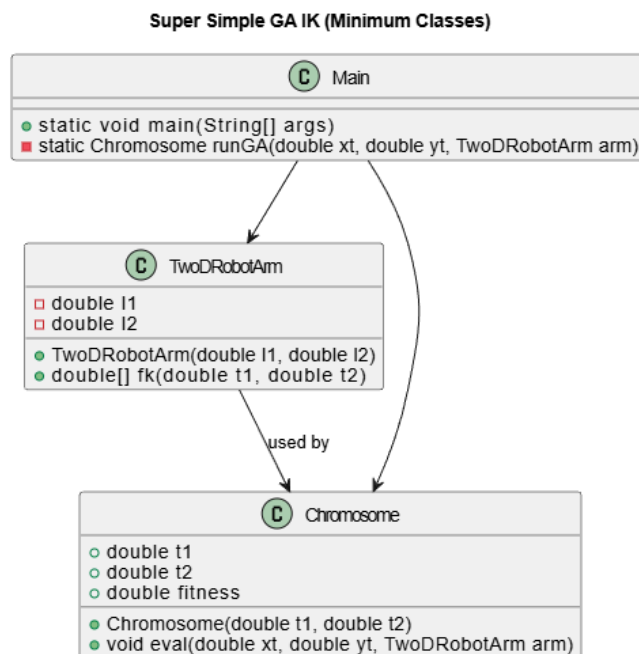 Super Simple GA IK (Minimum Classes)
C Main
static void main(String[] args)
static Chromosome runGA(double xt, double yt, TwoDRobotArm arm)
C TwoDRobotArm
double l1
double l2
TwoDRobotArm(double l1, double l2)
double[] fk(double t1, double t2)
used by
C Chromosome
double t1
double t2
double fitness
Chromosome(double t1, double t2)
void eval(double xt, double yt, TwoDRobotArm arm)